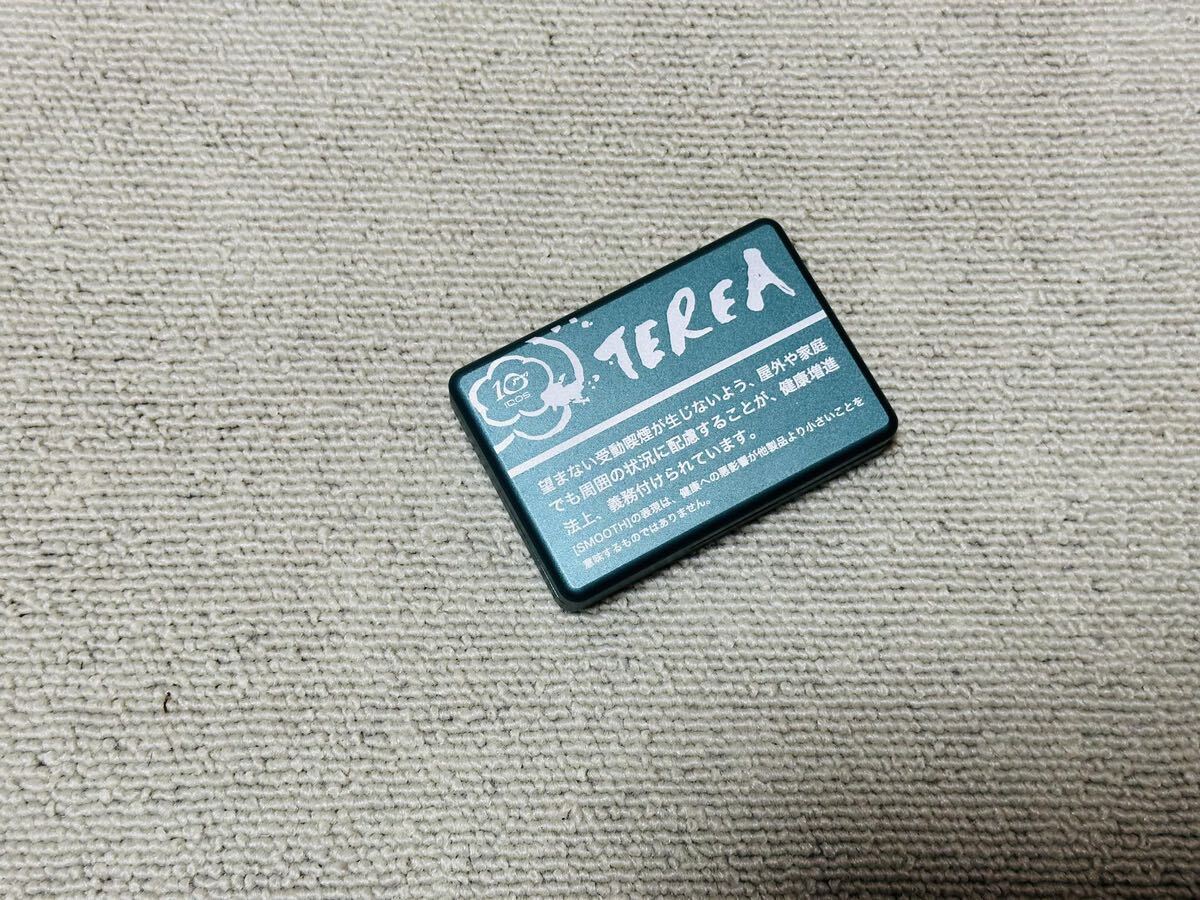 TEREA
10
IQOS
望まない受動喫煙が生じないよう、屋外や家庭
でも周囲の状況に配慮することが、健康増進
法上、義務付けられています。
[SMOOTH]の表現は、健康への悪影響が他製品より小さいことを
意味するものではありません。